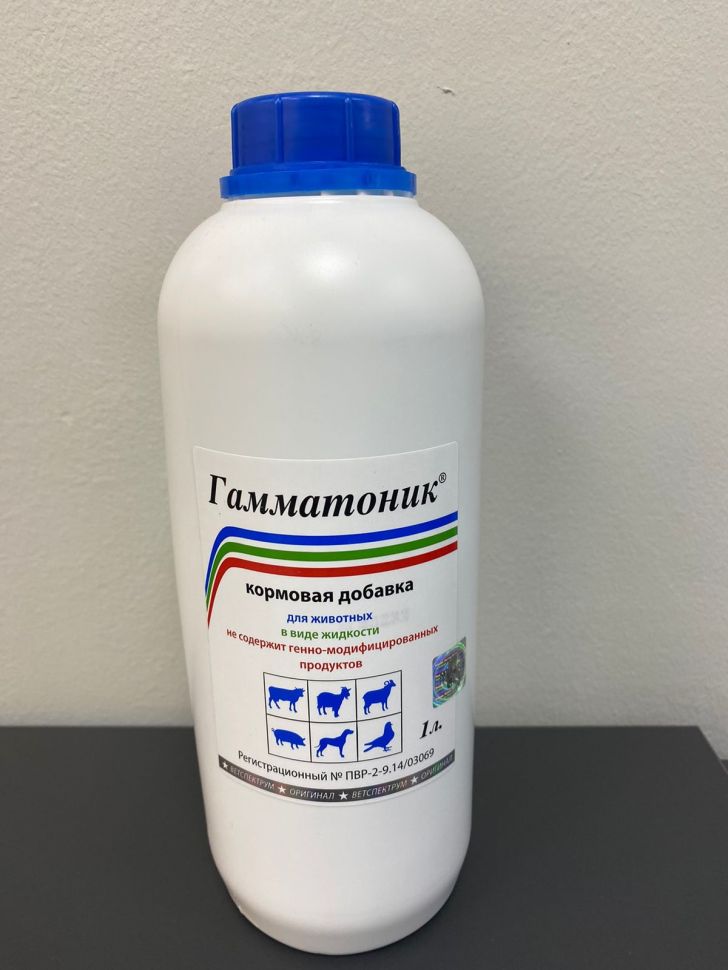 Гамматоник®
кормовая добавка
для животных
в виде жидкости
не содержит генно-модифицированных
продуктов
1л.
Регистрационный № ПВР-2-9.14/03069
★ ВЕТСПЕКТРУМ ★ ОРИГИНАЛ ★ ВЕТСПЕКТРУМ ★ ОРИГИНАЛ